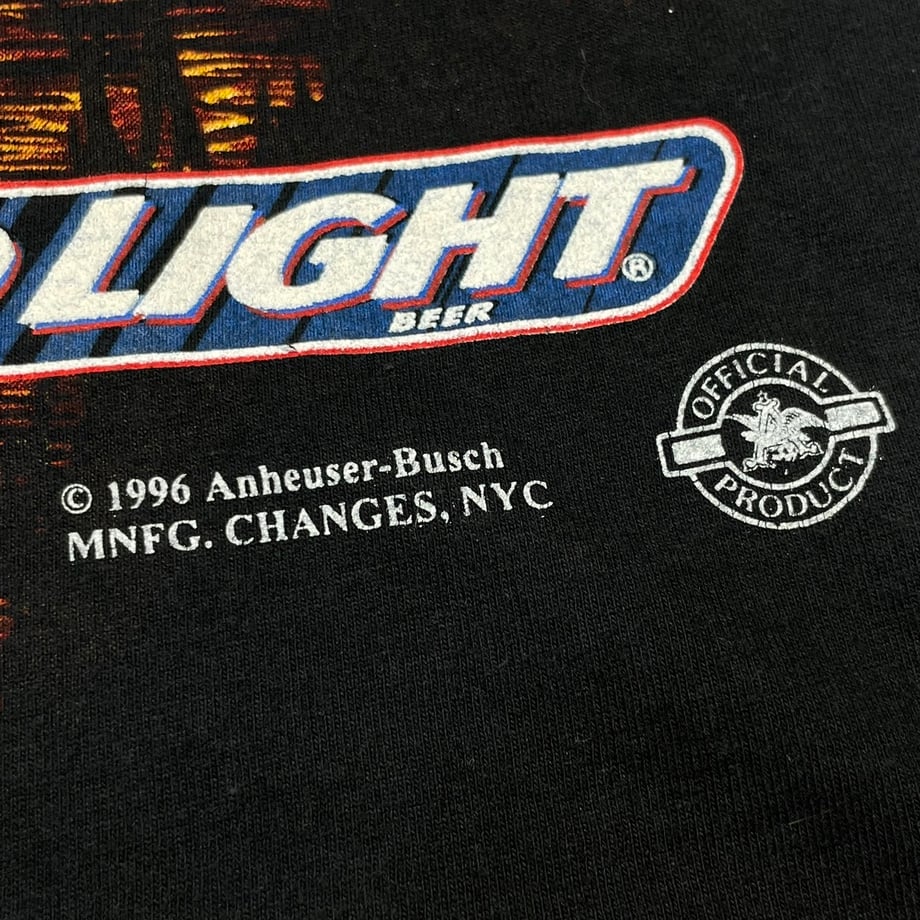 LIGHT ®
BEER
© 1996 Anheuser-Busch
MNFG. CHANGES, NYC
OFFICIAL
PRODUCT